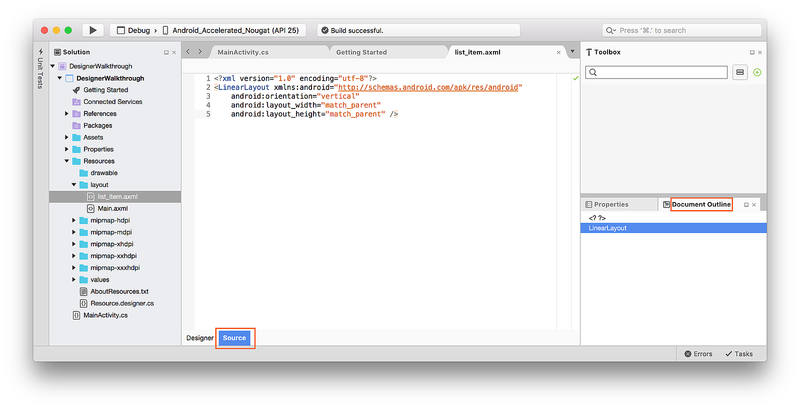 Debug
Android_Accelerated_Nougat (API 25)
Build successful.
Press '⌘.' to search
Unit Tests
Solution
DesignerWalkthrough
DesignerWalkthrough
Getting Started
Connected Services
References
Packages
Assets
Properties
Resources
drawable
layout
list_item.axml
Main.axml
mipmap-hdpi
mipmap-mdpi
mipmap-xhdpi
mipmap-xxhdpi
mipmap-xxxhdpi
values
AboutResources.txt
Resource.designer.cs
MainActivity.cs
MainActivity.cs
Getting Started
list_item.axml
1 <?xml version="1.0" encoding="utf-8"?>
2 <LinearLayout xmlns:android="http://schemas.android.com/apk/res/android"
3 android:orientation="vertical"
4 android:layout_width="match_parent"
5 android:layout_height="match_parent" />
Designer
Source
Toolbox
Properties
Document Outline
<? ?>
LinearLayout
Errors
Tasks